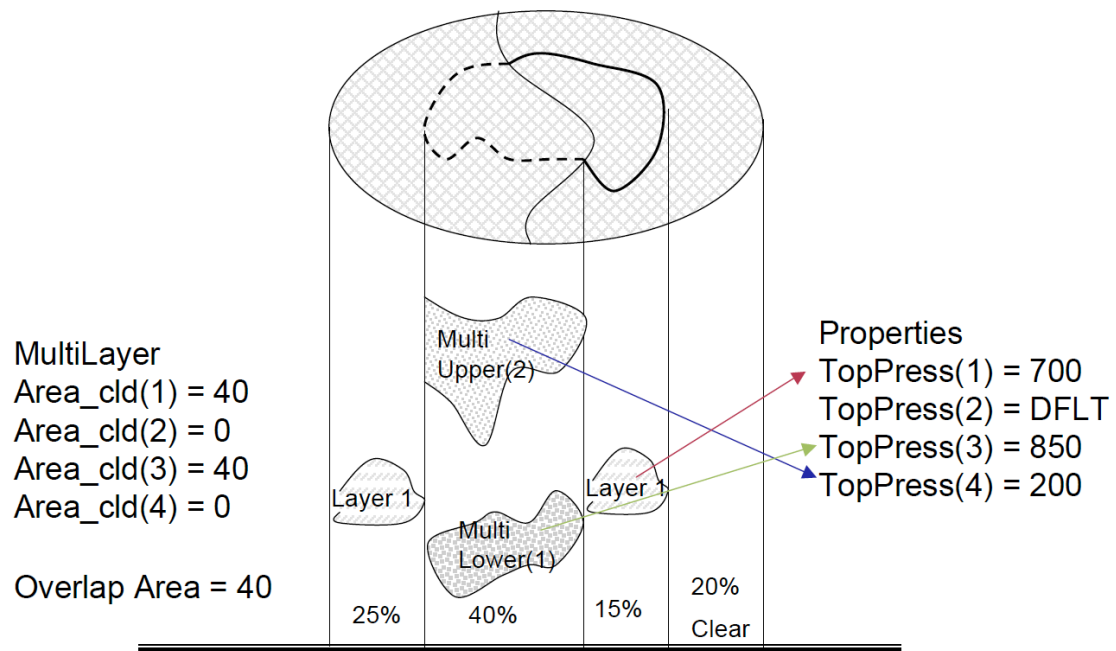 MultiLayer
Area_cld(1) = 40
Area_cld(2) = 0
Area_cld(3) = 40
Area_cld(4) = 0
Overlap Area = 40
Multi
Upper(2)
Layer 1
Multi
Lower(1)
Layer 1
25%
40%
15%
20%
Clear
Properties
TopPress(1) = 700
TopPress(2) = DFLT
TopPress(3) = 850
TopPress(4) = 200